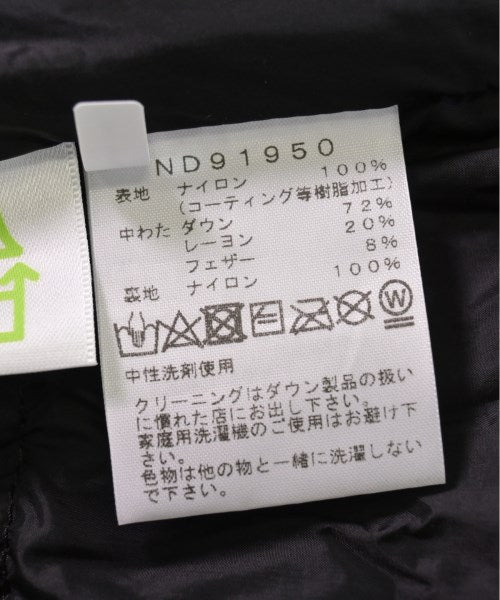 ND91950
表地 ナイロン 100%
(コーティング等樹脂加工)
中わた ダウン 72%
レーヨン 20%
フェザー 8%
裏地 ナイロン 100%
W
中性洗剤使用
クリーニングはダウン製品の扱い
に慣れた店にお出し下さい。
家庭用洗濯機のご使用はお避け下
さい。
色物は他の物と一緒に洗濯しない
で下さい。